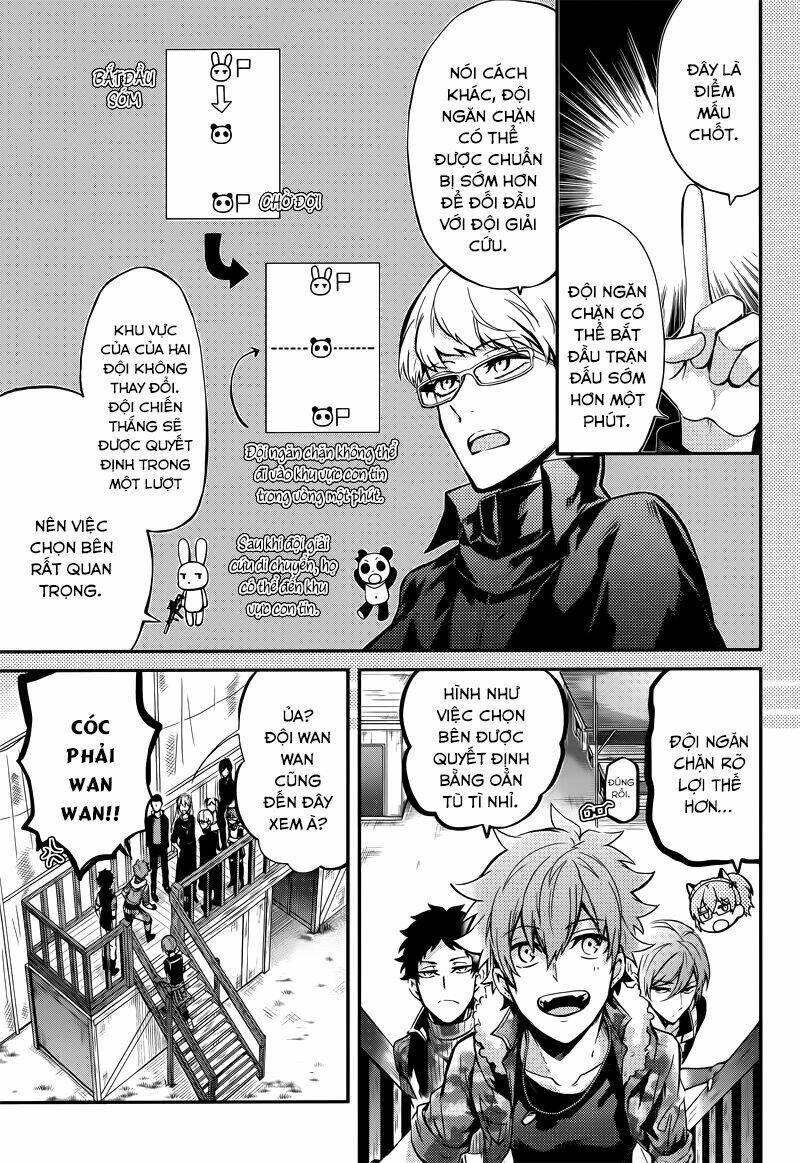 ĐÂY LÀ
ĐIỂM
MẤU
CHỐT.
ĐỘI NGĂN
CHẶN CÓ
THỂ BẮT
ĐẦU TRẬN
ĐẤU SỚM
HƠN MỘT
PHÚT.
NÓI CÁCH
KHÁC, ĐỘI
NGĂN CHẶN
CÓ THỂ
ĐƯỢC CHUẨN
BỊ SỚM HƠN
ĐỂ ĐỐI ĐẦU
VỚI ĐỘI GIẢI
CỨU.
BẮT ĐẦU
SỚM
P
P
CHỜ ĐỢI
P
P
Đội ngăn chặn không thể
đi vào khu vực con tin
trong vòng một phút.
Sau khi đội giải
cứu di chuyển, họ
có thể đến khu
vực con tin.
KHU VỰC
CỦA CỦA HAI
ĐỘI KHÔNG
THAY ĐỔI.
ĐỘI CHIẾN
THẮNG SẼ
ĐƯỢC QUYẾT
ĐỊNH TRONG
MỘT LƯỢT
NÊN VIỆC
CHỌN BÊN
RẤT QUAN
TRỌNG.
ĐỘI NGĂN
CHẶN RÕ
LỢI THẾ
HƠN...
ĐÚNG
RỒI.
HÌNH NHƯ
VIỆC CHỌN
BÊN ĐƯỢC
QUYẾT ĐỊNH
BẰNG OẲN
TÙ TÌ NHỈ.
ỦA?
ĐỘI WAN
WAN
CŨNG
ĐẾN ĐÂY
XEM À?
CÓC
PHẢI
WAN
WAN!!